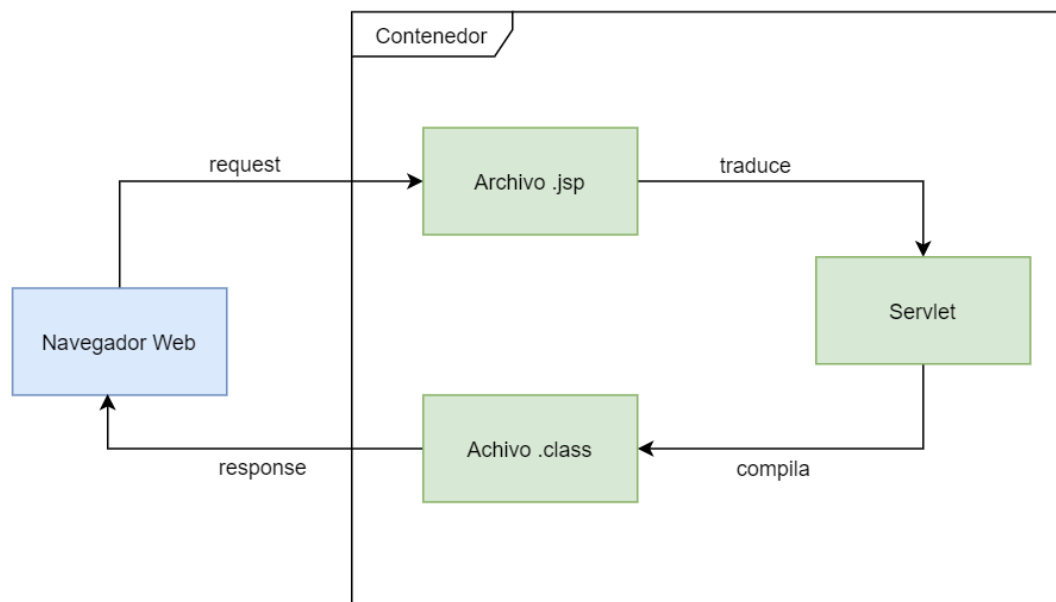 Contenedor
request
Archivo .jsp
traduce
Navegador Web
Servlet
Achivo .class
response
compila